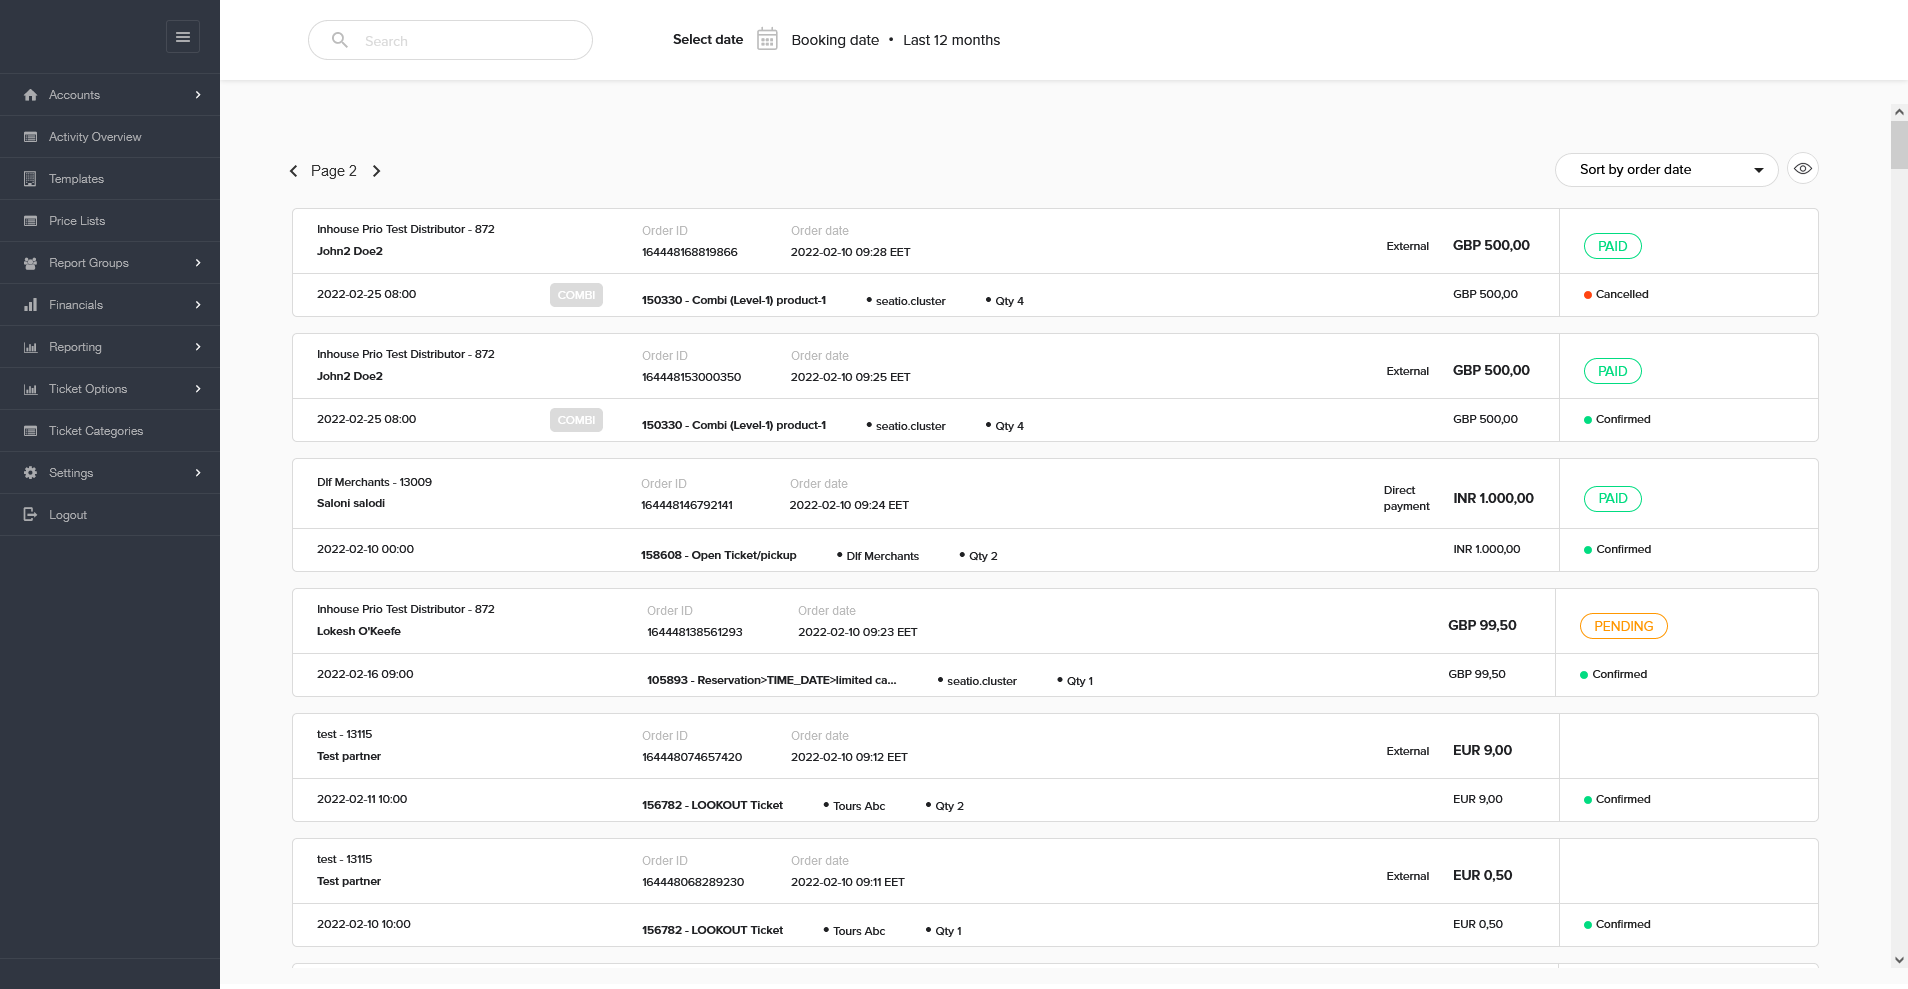 Search
Select date Booking date • Last 12 months
Accounts
Activity Overview
Templates
Price Lists
Report Groups
Financials
Reporting
Ticket Options
Ticket Categories
Settings
Logout
Page 2
Sort by order date
Inhouse Prio Test Distributor - 872 Order ID Order date
John2 Doe2 164448168819866 2022-02-10 09:28 EET External GBP 500,00 PAID
2022-02-25 08:00 COMBI 150330 - Combi (Level-1) product-1 • seatio.cluster • Qty 4 GBP 500,00 Cancelled
Inhouse Prio Test Distributor - 872 Order ID Order date
John2 Doe2 164448153000350 2022-02-10 09:25 EET External GBP 500,00 PAID
2022-02-25 08:00 COMBI 150330 - Combi (Level-1) product-1 • seatio.cluster • Qty 4 GBP 500,00 Confirmed
Dlf Merchants - 13009 Order ID Order date
Saloni salodi 164448146792141 2022-02-10 09:24 EET Direct payment INR 1.000,00 PAID
2022-02-10 00:00 158608 - Open Ticket/pickup • Dlf Merchants • Qty 2 INR 1.000,00 Confirmed
Inhouse Prio Test Distributor - 872 Order ID Order date
Lokesh O'Keefe 164448138561293 2022-02-10 09:23 EET GBP 99,50 PENDING
2022-02-16 09:00 105893 - Reservation>TIME_DATE>limited ca... • seatio.cluster • Qty 1 GBP 99,50 Confirmed
test - 13115 Order ID Order date
Test partner 164448074657420 2022-02-10 09:12 EET External EUR 9,00
2022-02-11 10:00 156782 - LOOKOUT Ticket • Tours Abc • Qty 2 EUR 9,00 Confirmed
test - 13115 Order ID Order date
Test partner 164448068289230 2022-02-10 09:11 EET External EUR 0,50
2022-02-10 10:00 156782 - LOOKOUT Ticket • Tours Abc • Qty 1 EUR 0,50 Confirmed